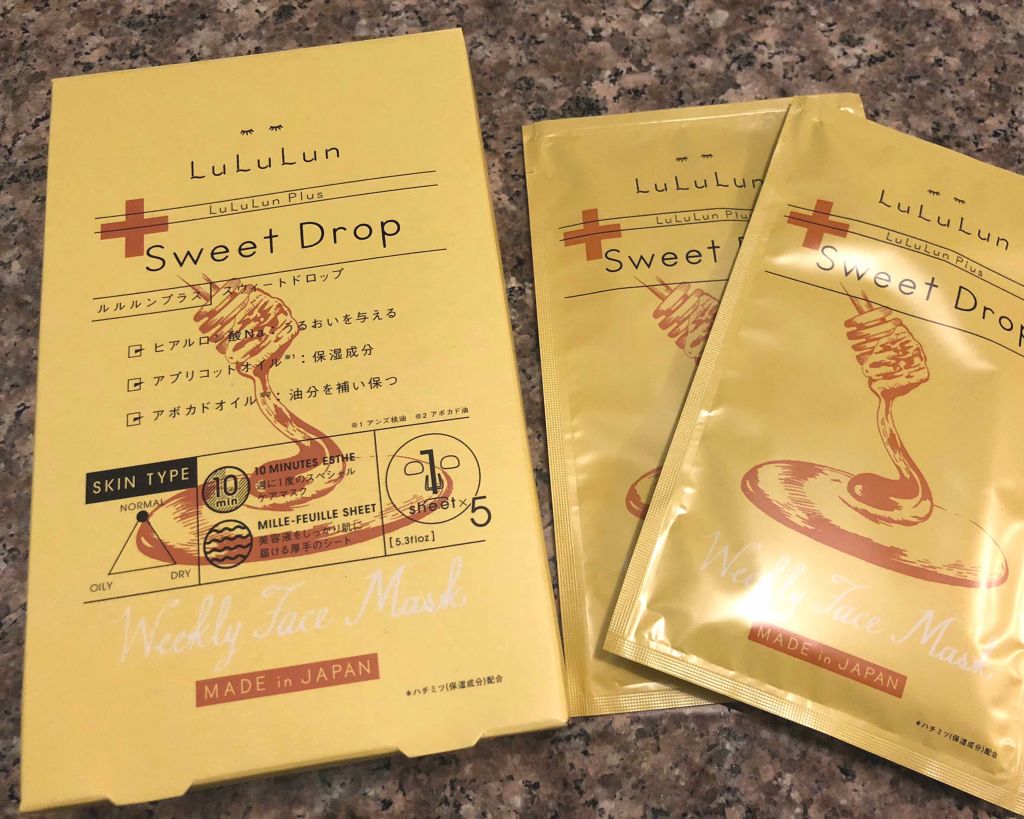 LuLuLun
LuLuLun Plus
Sweet Drop
ルルルンプラス スウィートドロップ
ヒアルロン酸Na:うるおいを与える
アプリコットオイル※1:保湿成分
アボカドオイル※2:油分を補い保つ
※1 アンズ核油 ※2 アボカド油
SKIN TYPE
NORMAL
OILY
DRY
10 min
10 MINUTES ESTHE
週に1度のスペシャル
ケアマスク
MILLE-FEUILLE SHEET
美容液をしっかり肌に
届ける厚手のシート
1
sheet×5
[5.3floz]
Weekly Face Mask
MADE in JAPAN
*ハチミツ(保湿成分)配合
LuLuLun
LuLuLun Plus
Sweet
LuLuLun
LuLuLun Plus
Sweet Drop
Weekly Face Mask
MADE in JAPAN
*ハチミツ(保湿成分)配合